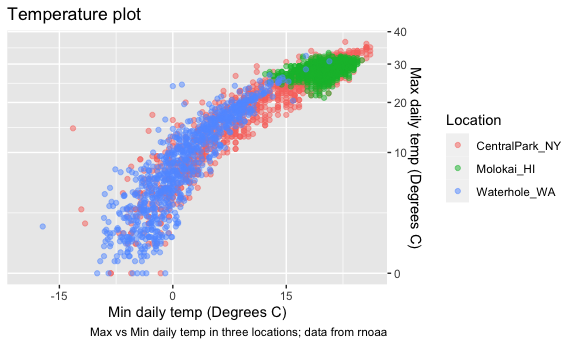 Temperature plot
40
30
20
10
0
Max daily temp (Degrees C)
-15
0
15
Min daily temp (Degrees C)
Max vs Min daily temp in three locations; data from rnoaa
Location
CentralPark_NY
Molokai_HI
Waterhole_WA